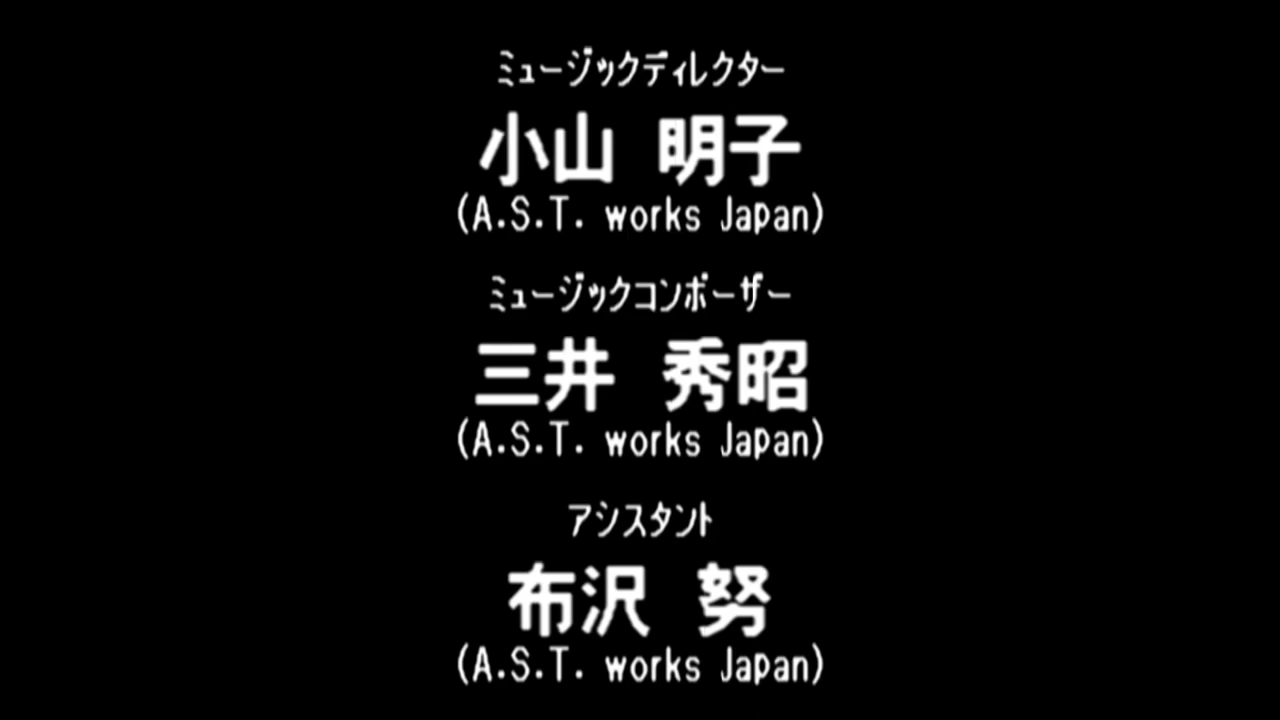 ミュージックディレクター
小山 明子
(A.S.T. works Japan)
ミュージックコンポーザー
三井 秀昭
(A.S.T. works Japan)
アシスタント
布沢 努
(A.S.T. works Japan)